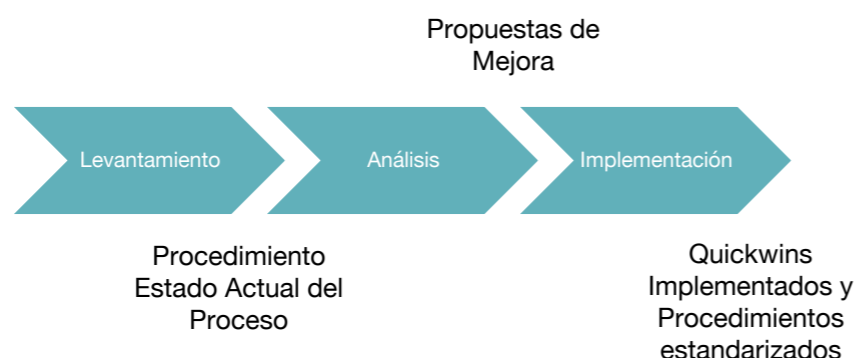 Propuestas de
Mejora
Levantamiento
Análisis
Implementación
Procedimiento
Estado Actual del
Proceso
Quickwins
Implementados y
Procedimientos
estandarizados